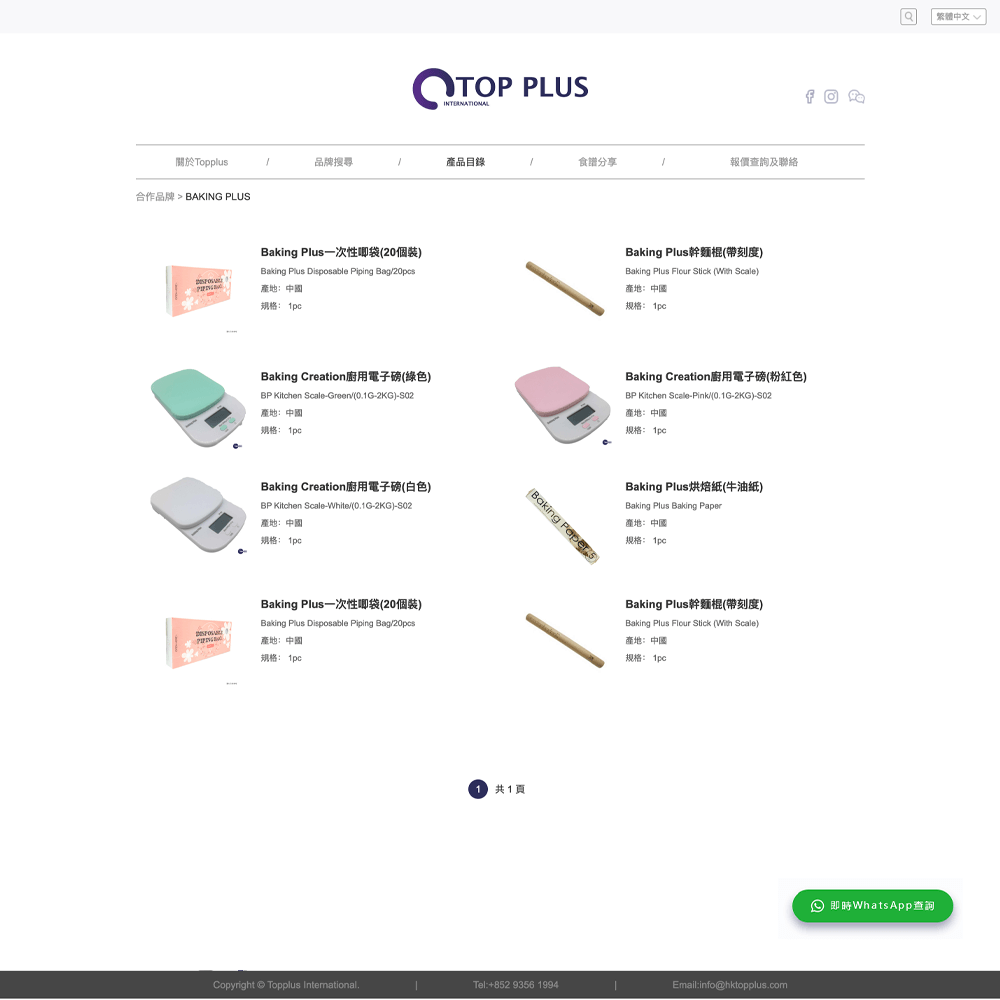 繁體中文
TOP PLUS
INTERNATIONAL
關於Topplus / 品牌搜尋 / 產品目錄 / 食譜分享 / 報價查詢及聯絡
合作品牌 > BAKING PLUS
Baking Plus一次性唧袋(20個裝)
Baking Plus Disposable Piping Bag/20pcs
產地: 中國
規格: 1pc
DISPOSABLE
PIPING BAG
Baking Plus幹麵棍(帶刻度)
Baking Plus Flour Stick (With Scale)
產地: 中國
規格: 1pc
Baking Creation廚用電子磅(綠色)
BP Kitchen Scale-Green/(0.1G-2KG)-S02
產地: 中國
規格: 1pc
Baking Creation廚用電子磅(粉紅色)
BP Kitchen Scale-Pink/(0.1G-2KG)-S02
產地: 中國
規格: 1pc
Baking Creation廚用電子磅(白色)
BP Kitchen Scale-White/(0.1G-2KG)-S02
產地: 中國
規格: 1pc
Baking Plus烘焙紙(牛油紙)
Baking Plus Baking Paper
產地: 中國
規格: 1pc
Baking Paper 5
Baking Plus一次性唧袋(20個裝)
Baking Plus Disposable Piping Bag/20pcs
產地: 中國
規格: 1pc
DISPOSABLE
PIPING BAG
Baking Plus幹麵棍(帶刻度)
Baking Plus Flour Stick (With Scale)
產地: 中國
規格: 1pc
1 共 1 頁
即時WhatsApp查詢
Copyright © Topplus International. | Tel:+852 9356 1994 | Email:info@hktopplus.com